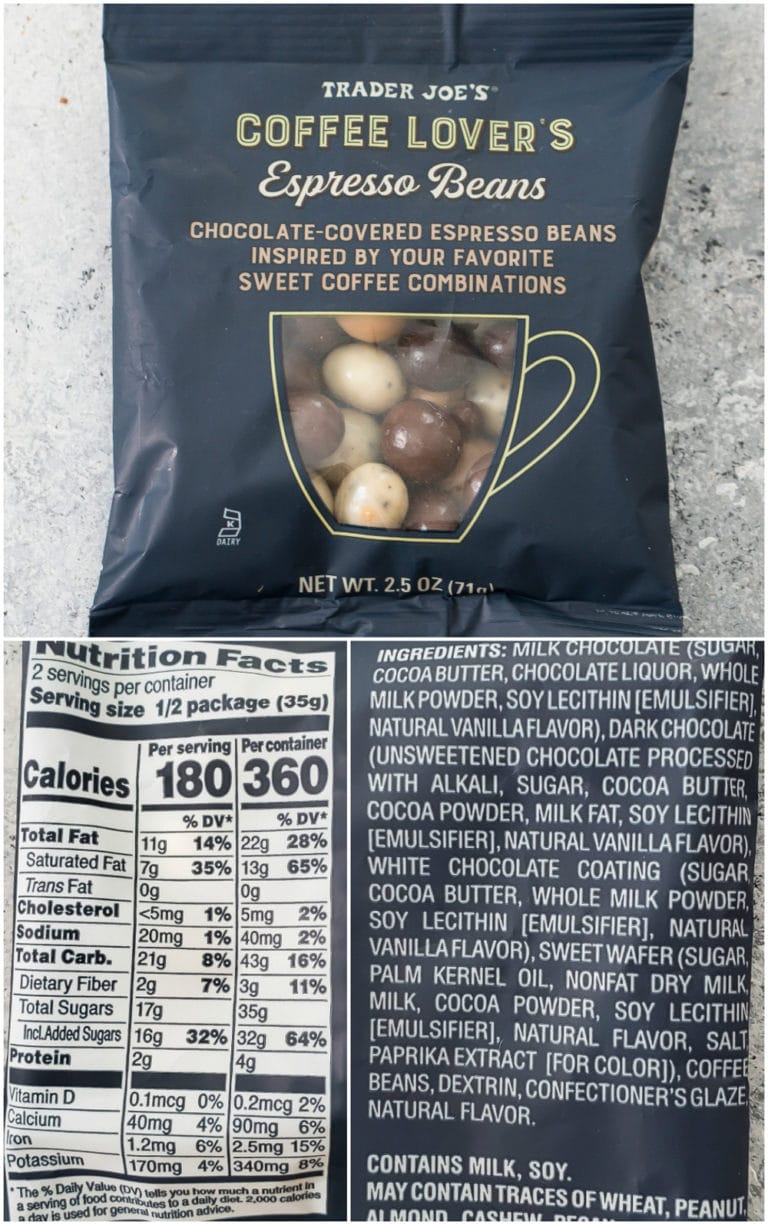 TRADER JOE'S
COFFEE LOVER'S
Espresso Beans
CHOCOLATE-COVERED ESPRESSO BEANS
INSPIRED BY YOUR FAVORITE
SWEET COFFEE COMBINATIONS
K
DAIRY
NET WT. 2.5 OZ (71g)
Nutrition Facts
2 servings per container
Serving size 1/2 package (35g)
Per serving Per container
Calories 180 360
% DV* % DV*
Total Fat 11g 14% 22g 28%
Saturated Fat 7g 35% 13g 65%
Trans Fat 0g 0g
Cholesterol <5mg 1% 5mg 2%
Sodium 20mg 1% 40mg 2%
Total Carb. 21g 8% 43g 16%
Dietary Fiber 2g 7% 3g 11%
Total Sugars 17g 35g
Incl. Added Sugars 16g 32% 32g 64%
Protein 2g 4g
Vitamin D 0.1mcg 0% 0.2mcg 2%
Calcium 40mg 4% 90mg 6%
Iron 1.2mg 6% 2.5mg 15%
Potassium 170mg 4% 340mg 8%
* The % Daily Value (DV) tells you how much a nutrient in
a serving of food contributes to a daily diet. 2,000 calories
a day is used for general nutrition advice.
INGREDIENTS: MILK CHOCOLATE (SUGAR,
COCOA BUTTER, CHOCOLATE LIQUOR, WHOLE
MILK POWDER, SOY LECITHIN [EMULSIFIER],
NATURAL VANILLA FLAVOR), DARK CHOCOLATE
(UNSWEETENED CHOCOLATE PROCESSED
WITH ALKALI, SUGAR, COCOA BUTTER,
COCOA POWDER, MILK FAT, SOY LECITHIN
[EMULSIFIER], NATURAL VANILLA FLAVOR),
WHITE CHOCOLATE COATING (SUGAR,
COCOA BUTTER, WHOLE MILK POWDER,
SOY LECITHIN [EMULSIFIER], NATURAL
VANILLA FLAVOR), SWEET WAFER (SUGAR,
PALM KERNEL OIL, NONFAT DRY MILK,
MILK, COCOA POWDER, SOY LECITHIN
[EMULSIFIER], NATURAL FLAVOR, SALT,
PAPRIKA EXTRACT [FOR COLOR]), COFFEE
BEANS, DEXTRIN, CONFECTIONER'S GLAZE,
NATURAL FLAVOR.
CONTAINS MILK, SOY.
MAY CONTAIN TRACES OF WHEAT, PEANUT,
ALMOND, CASHEW,